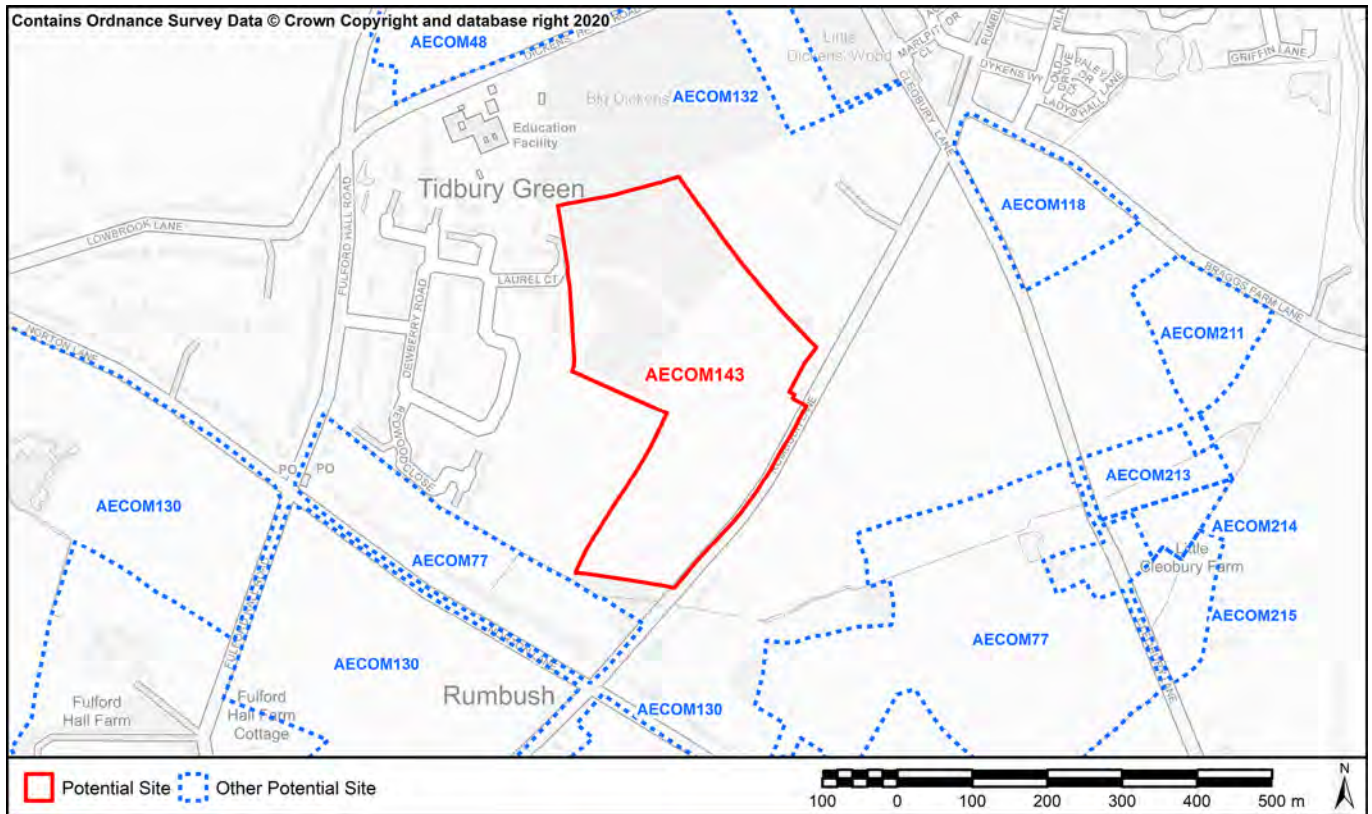 Contains Ordnance Survey Data © Crown Copyright and database right 2020
AECOM48
Little
Dickens' Wood
MARLPIT DR
CL
DYKENS WY
OLD
GROVE
LADYS HALL LANE
GRIFFIN LANE
AECOM132
CLEOBURY LANE
Education
Facility
Tidbury Green
AECOM118
LOWBROOK LANE
FULFORD HALL ROAD
LAUREL CT
DEWBERRY ROAD
BRAGGS FARM LANE
AECOM211
NORTON LANE
AECOM143
REDWOOD CLOSE
PO
PO
AECOM213
AECOM130
AECOM214
AECOM77
Little
Cleobury Farm
AECOM215
AECOM77
AECOM130
Rumbush
Fulford
Hall Farm
Fulford
Hall Farm
Cottage
AECOM130
Potential Site
Other Potential Site
100 0 100 200 300 400 500 m
N